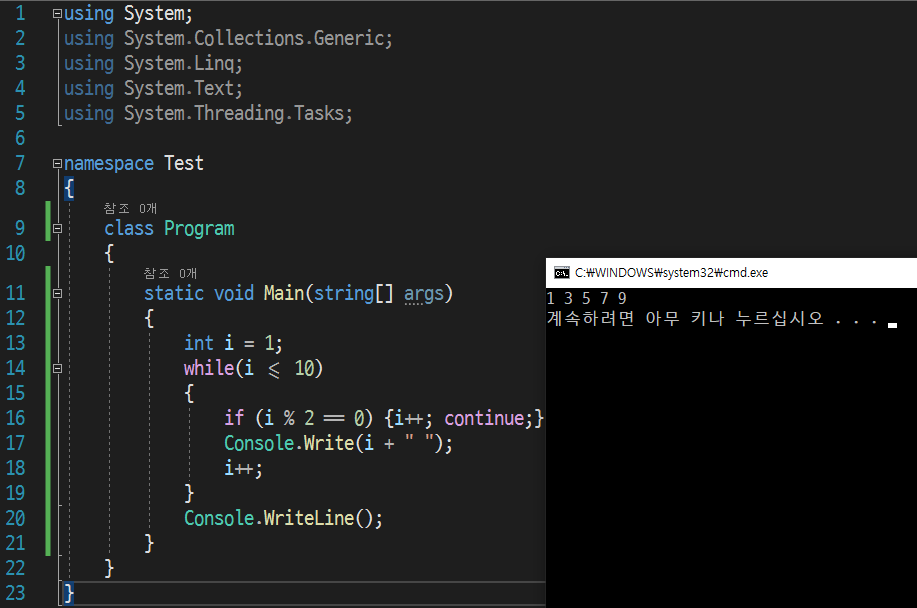 1 using System;
2 using System.Collections.Generic;
3 using System.Linq;
4 using System.Text;
5 using System.Threading.Tasks;
6
7 namespace Test
8 {
참조 0개
9 class Program
10 {
참조 0개
11 static void Main(string[] args)
12 {
13 int i = 1;
14 while(i <= 10)
15 {
16 if (i % 2 == 0) {i++; continue;}
17 Console.Write(i + " ");
18 i++;
19 }
20 Console.WriteLine();
21 }
22 }
23 }
C:₩WINDOWS₩system32₩cmd.exe
1 3 5 7 9
계속하려면 아무 키나 누르십시오 . . .